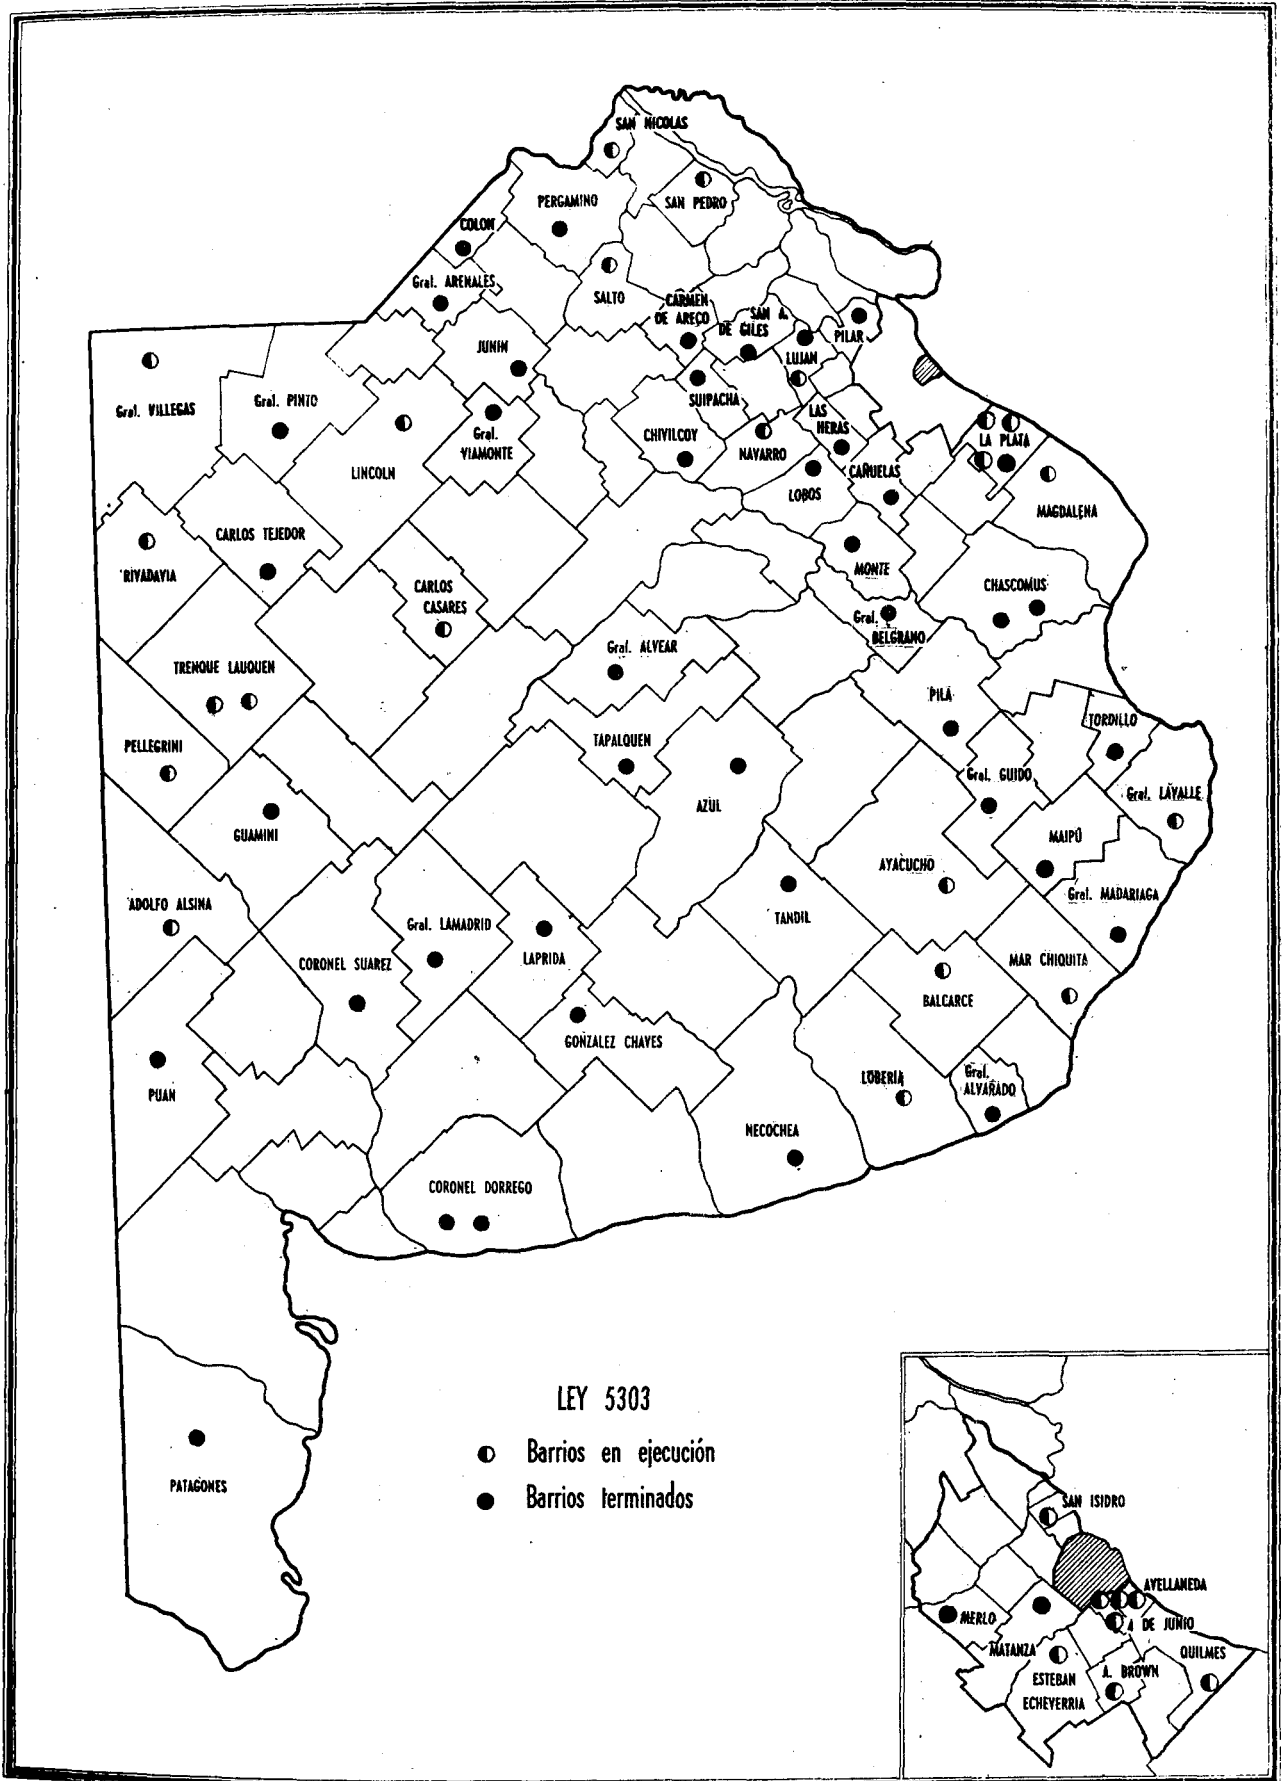 SAN NICOLAS
PERGAMINO
SAN PEDRO
COLON
Gral. ARENALES
SALTO
CARMEN
DE ARECO
SAN A.
DE GILES
PILAR
JUNIN
LUJAN
Gral. VILLEGAS
Gral. PINTO
SUIPACHA
LAS
HERAS
CHIVILCOY
Gral.
VIAMONTE
NAVARRO
LA PLATA
LINCOLN
LOBOS
CAÑUELAS
MAGDALENA
CARLOS TEJEDOR
RIVADAVIA
MONTE
CARLOS
CASARES
CHASCOMUS
Gral.
BELGRANO
Gral. ALVEAR
TRENQUE LAUQUEN
PILA
TORDILLO
PELLEGRINI
TAPALQUEN
Gral. GUIDO
Gral. LAVALLE
AZUL
GUAMINI
MAIPÚ
AYACUCHO
Gral. MADARIAGA
ADOLFO ALSINA
Gral. LAMADRID
TANDIL
CORONEL SUAREZ
LAPRIDA
MAR CHIQUITA
BALCARCE
GONZALEZ CHAVES
PUAN
LOBERIA
Gral.
ALVARADO
NECOCHEA
CORONEL DORREGO
PATAGONES
LEY 5303
Barrios en ejecución
Barrios terminados
SAN ISIDRO
AVELLANEDA
MERLO
4 DE JUNIO
MATANZA
QUILMES
ESTEBAN
ECHEVERRIA
A. BROWN